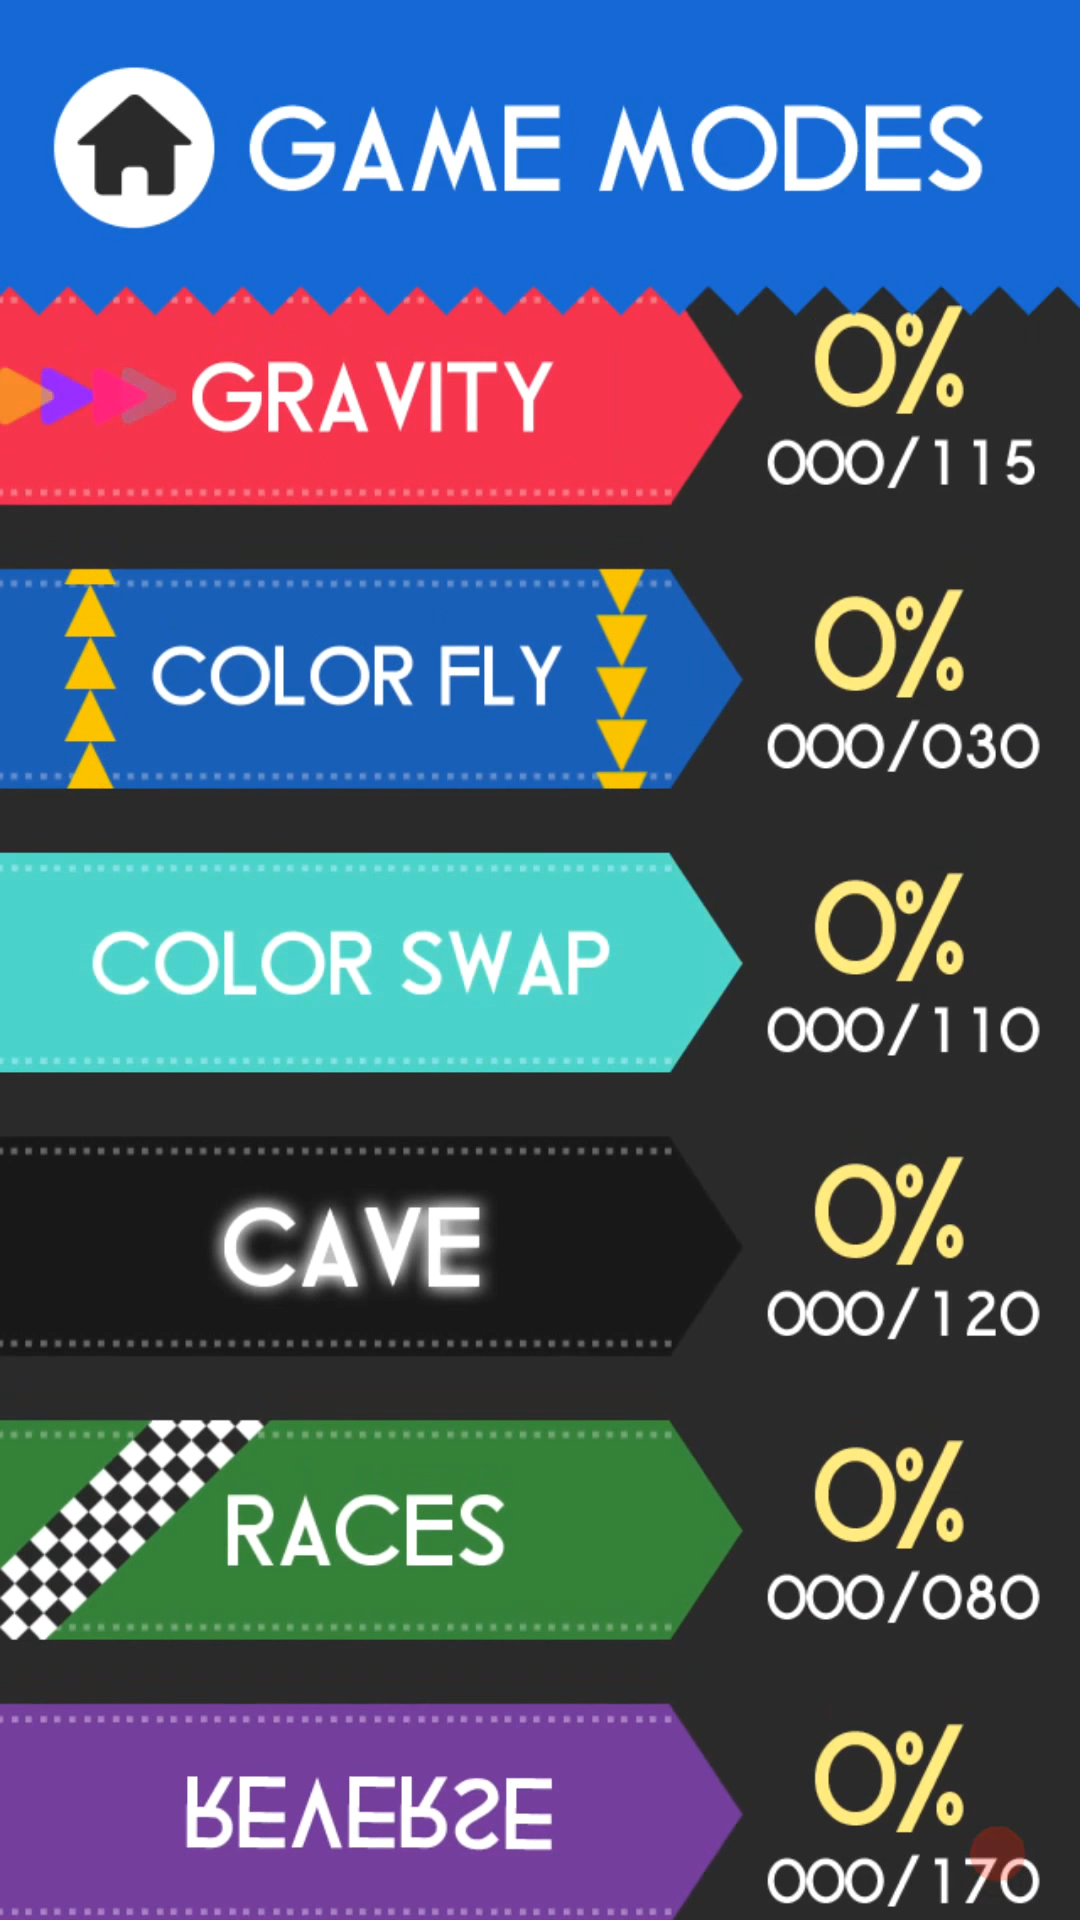 GAME MODES
GRAVITY
0%
000/115
COLOR FLY
0%
000/030
COLOR SWAP
0%
000/110
CAVE
0%
000/120
RACES
0%
000/080
REVERSE
0%
000/170